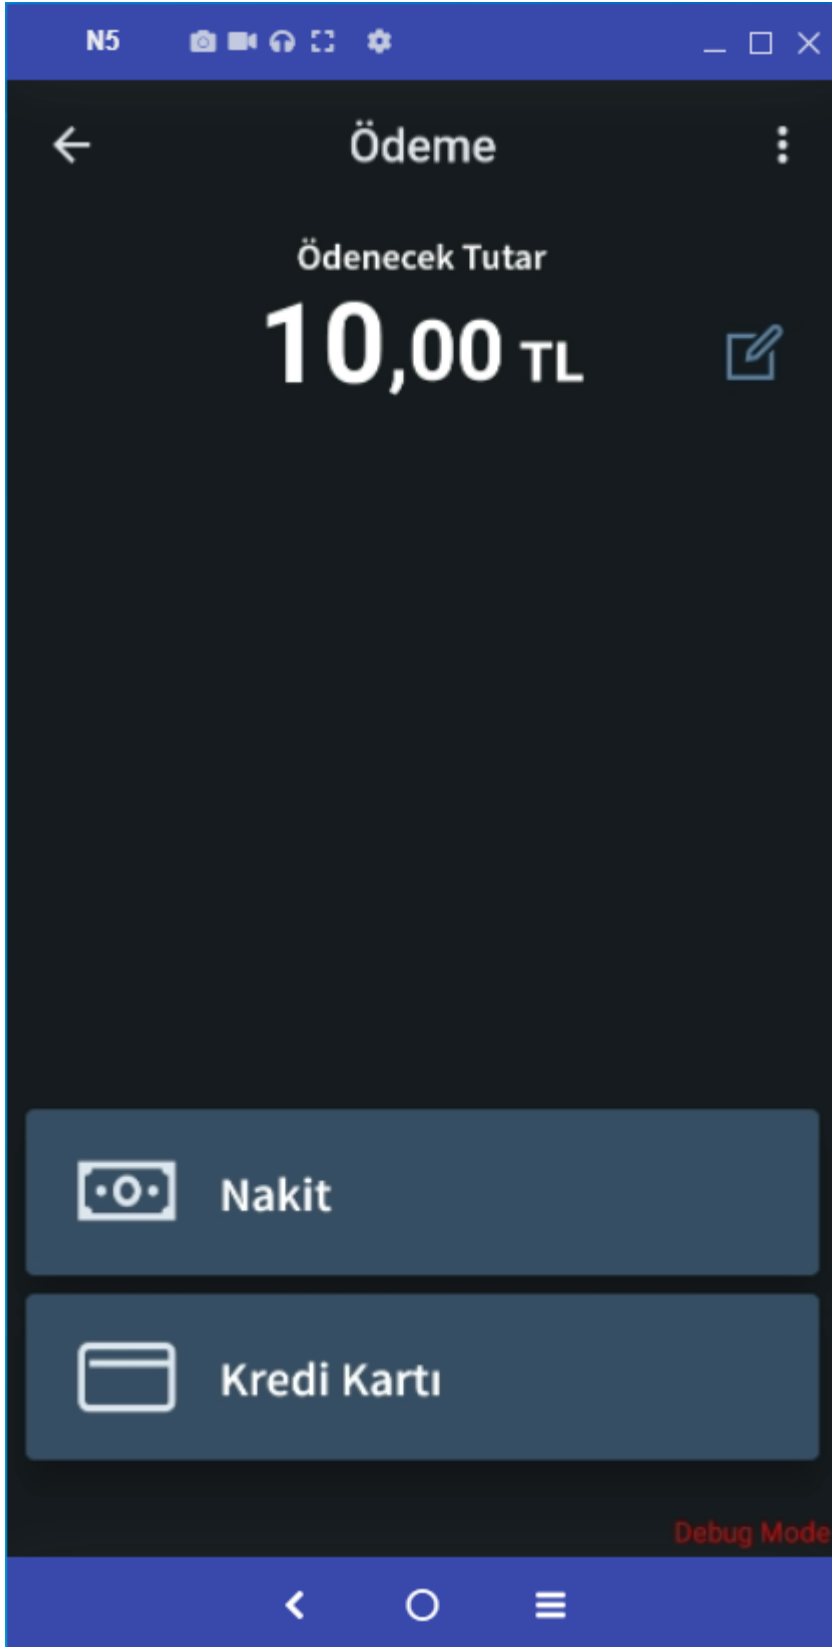 N5
Ödeme
Ödenecek Tutar
10,00 TL
Nakit
Kredi Kartı
Debug Mode